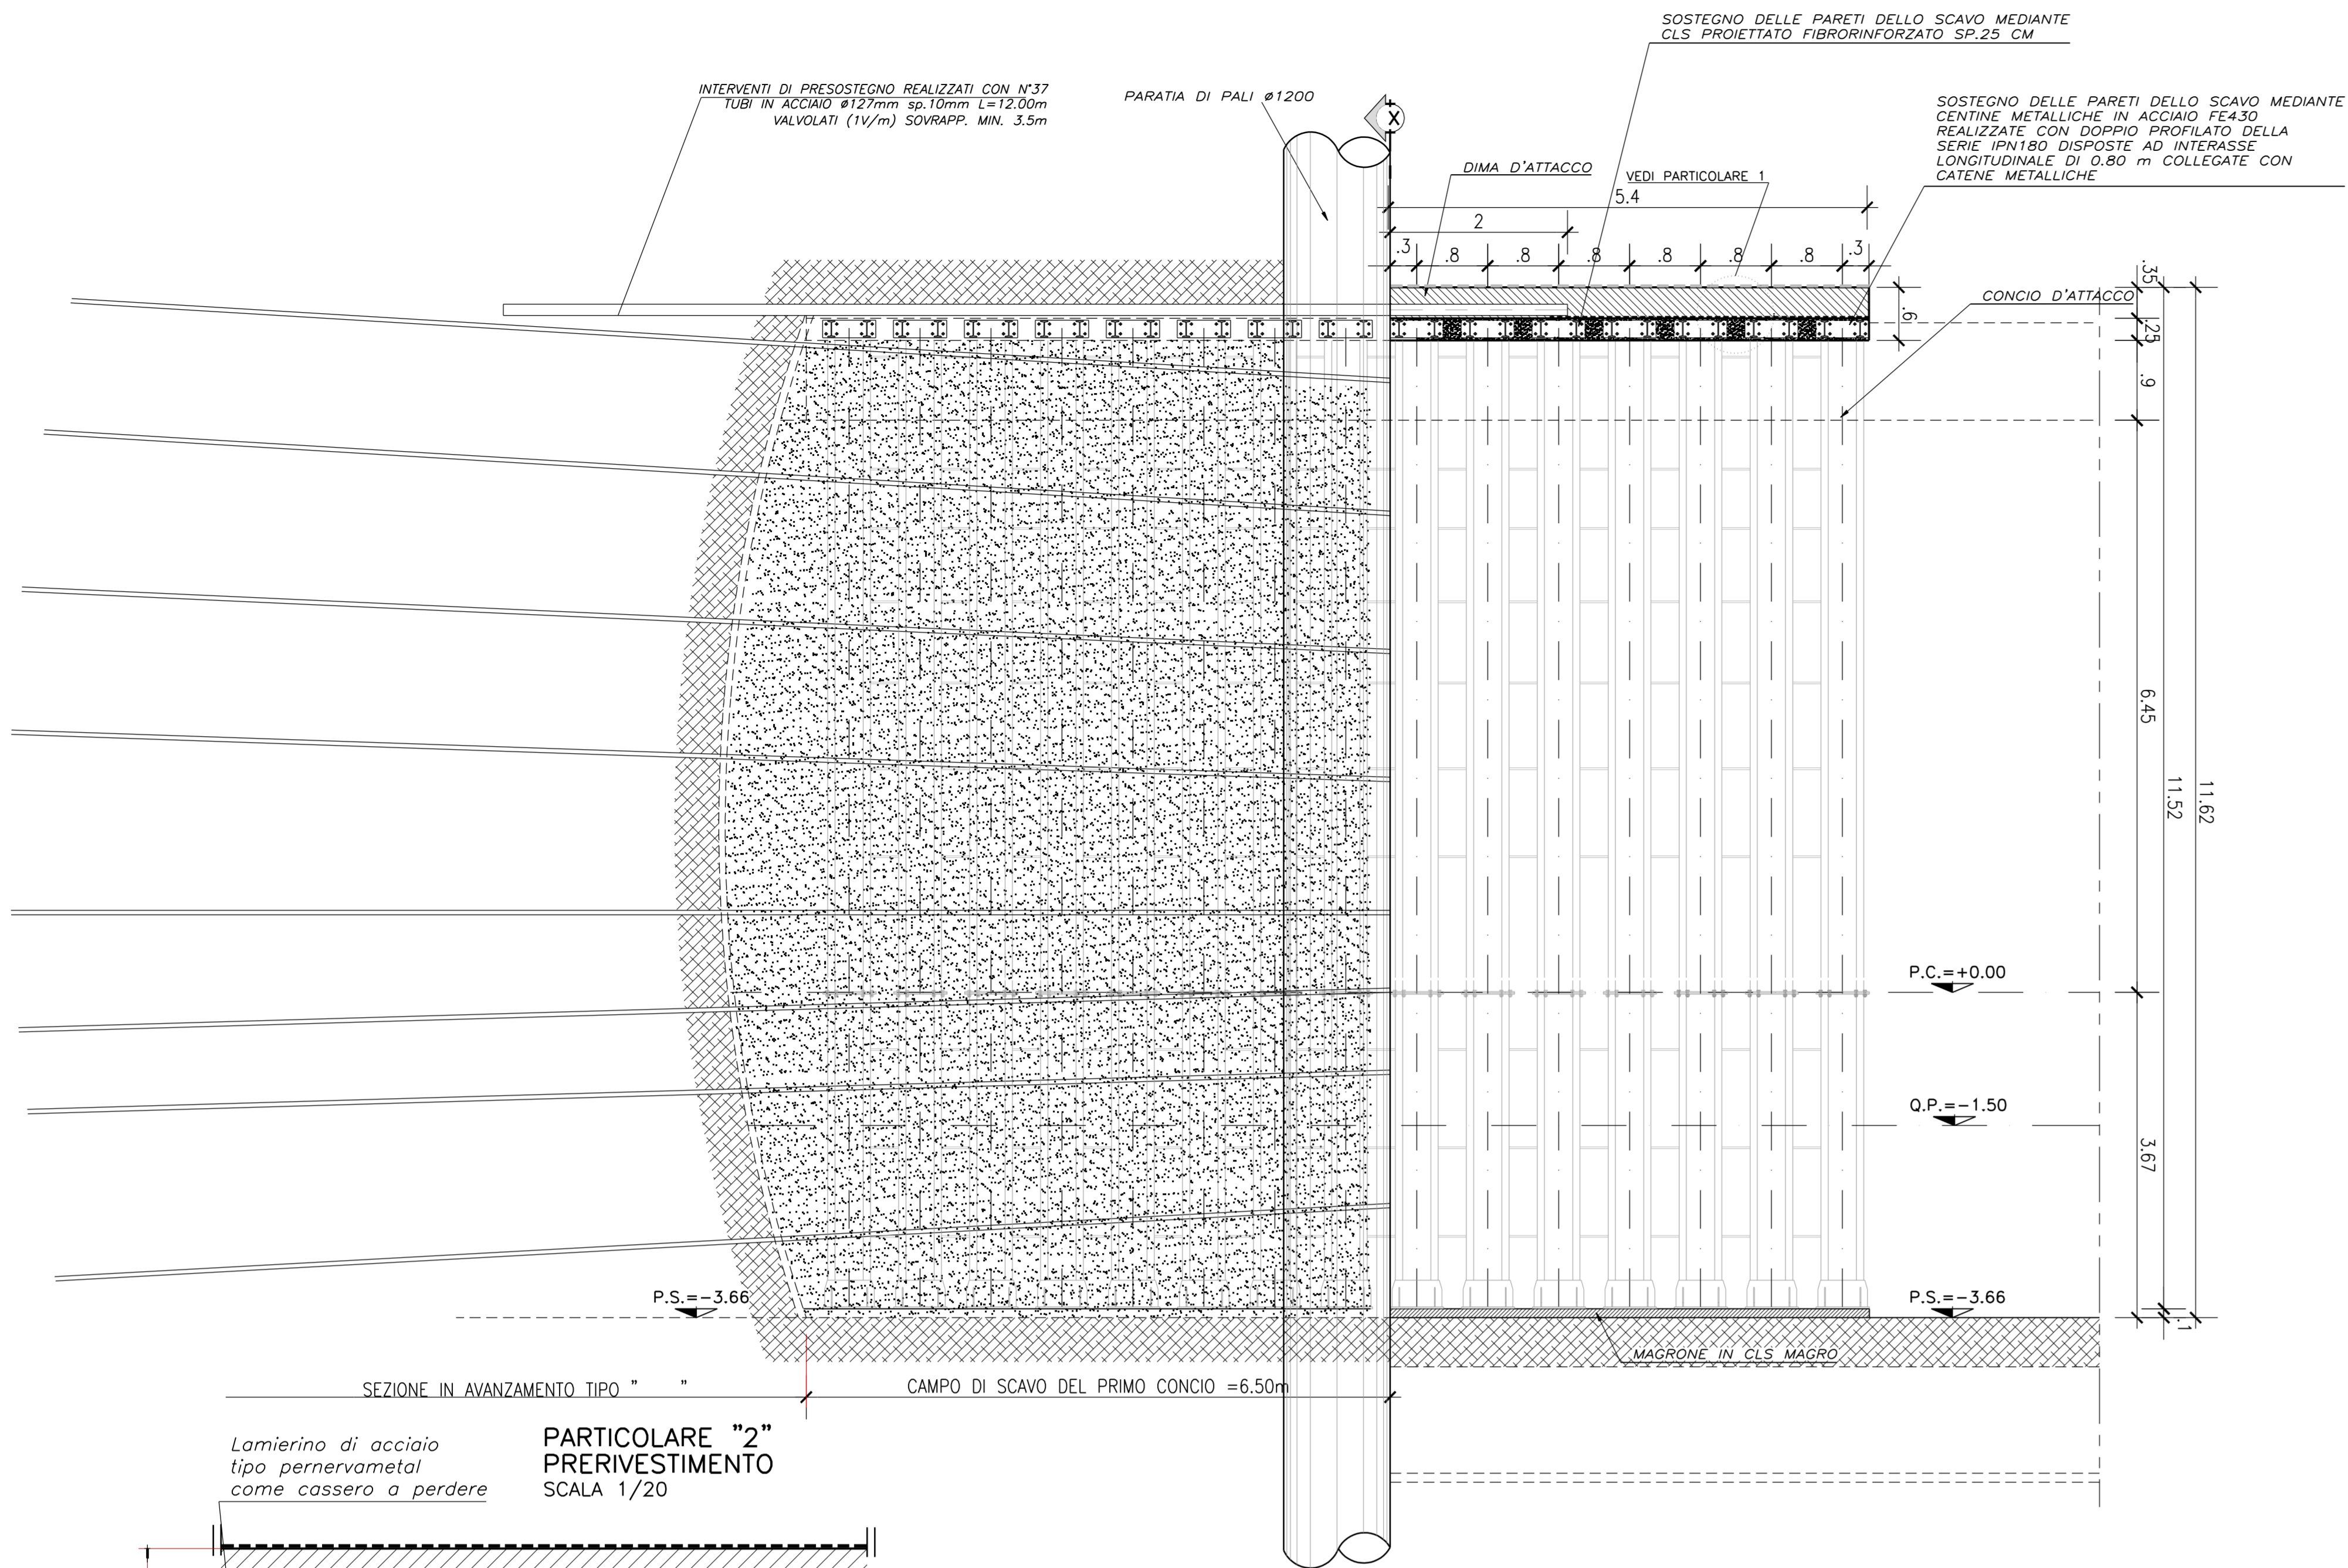 SOSTEGNO DELLE PARETI DELLO SCAVO MEDIANTE
CLS PROIETTATO FIBRORINFORZATO SP.25 CM
INTERVENTI DI PRESOSTEGNO REALIZZATI CON N°37
TUBI IN ACCIAIO ø127mm sp.10mm L=12.00m
VALVOLATI (1V/m) SOVRAPP. MIN. 3.5m
PARATIA DI PALI ø1200
X
SOSTEGNO DELLE PARETI DELLO SCAVO MEDIANTE
CENTINE METALLICHE IN ACCIAIO FE430
REALIZZATE CON DOPPIO PROFILATO DELLA
SERIE IPN180 DISPOSTE AD INTERASSE
LONGITUDINALE DI 0.80 m COLLEGATE CON
CATENE METALLICHE
DIMA D'ATTACCO
VEDI PARTICOLARE 1
5.4
2
.3 .8 .8 .8 .8 .8 .8 .3
.35
.6
.25
CONCIO D'ATTACCO
.9
6.45
11.52
11.62
P.C.=+0.00
Q.P.=-1.50
3.67
P.S.=-3.66
P.S.=-3.66
.1
MAGRONE IN CLS MAGRO
SEZIONE IN AVANZAMENTO TIPO " "
CAMPO DI SCAVO DEL PRIMO CONCIO =6.50m
Lamierino di acciaio
tipo pernervametal
come cassero a perdere
PARTICOLARE "2"
PRERIVESTIMENTO
SCALA 1/20